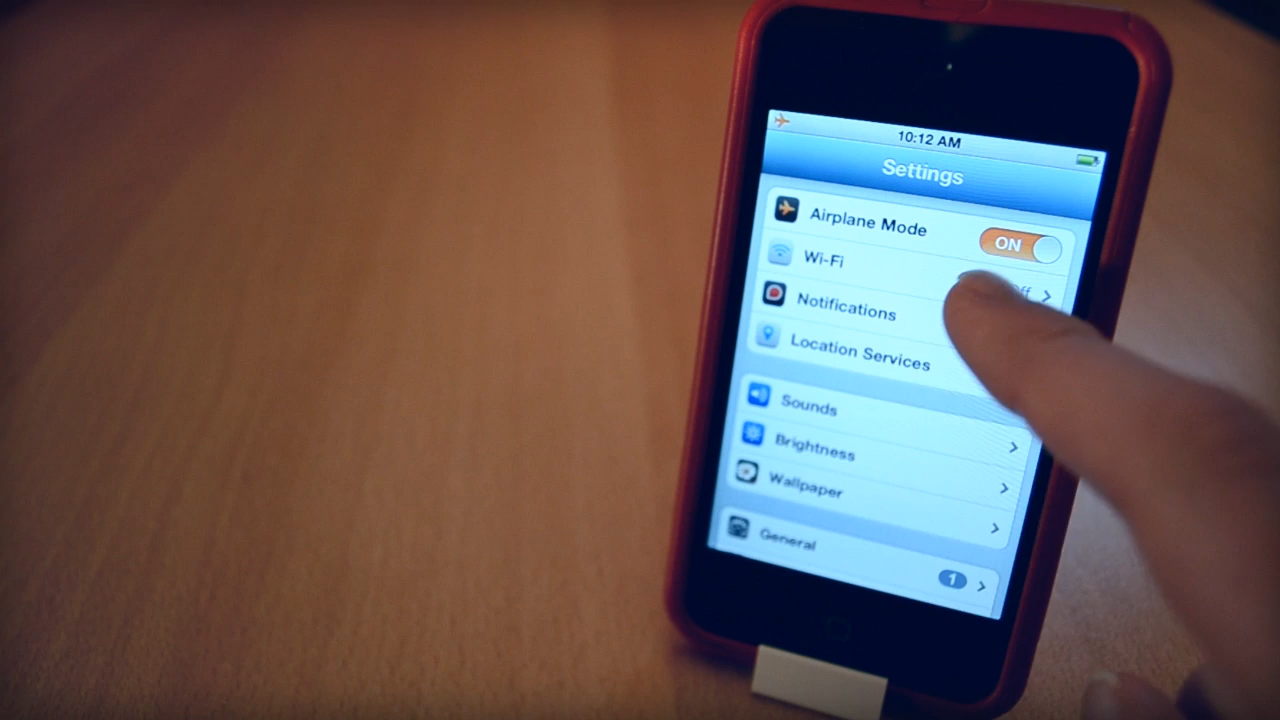 10:12 AM
Settings
Airplane Mode
ON
Wi-Fi
Notifications
Location Services
Sounds
Brightness
Wallpaper
General
1